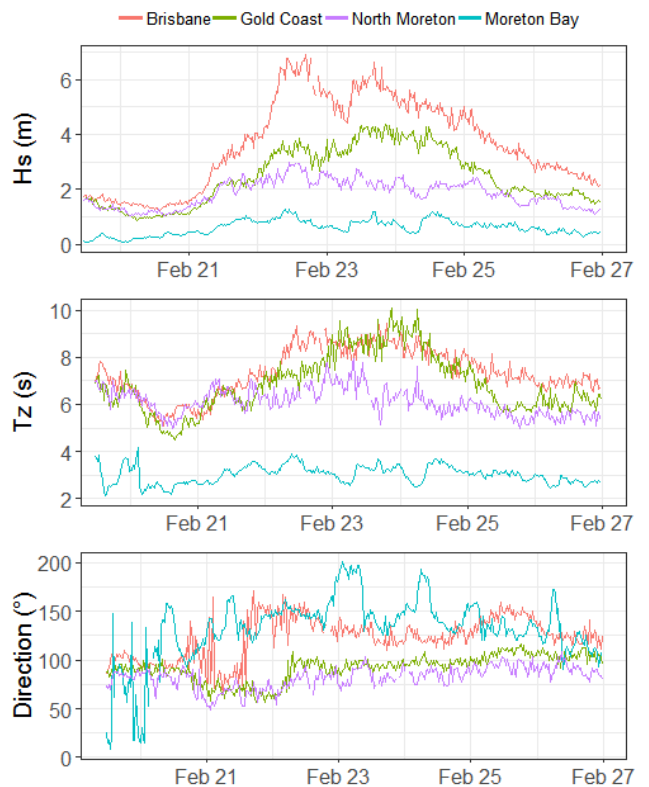 Brisbane Gold Coast North Moreton Moreton Bay
Hs (m)
6
4
2
0
Feb 21 Feb 23 Feb 25 Feb 27
Tz (s)
10
8
6
4
2
Feb 21 Feb 23 Feb 25 Feb 27
Direction (°)
200
150
100
50
0
Feb 21 Feb 23 Feb 25 Feb 27